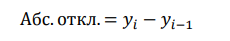 Абс. откл. = yᵢ − yᵢ₋₁